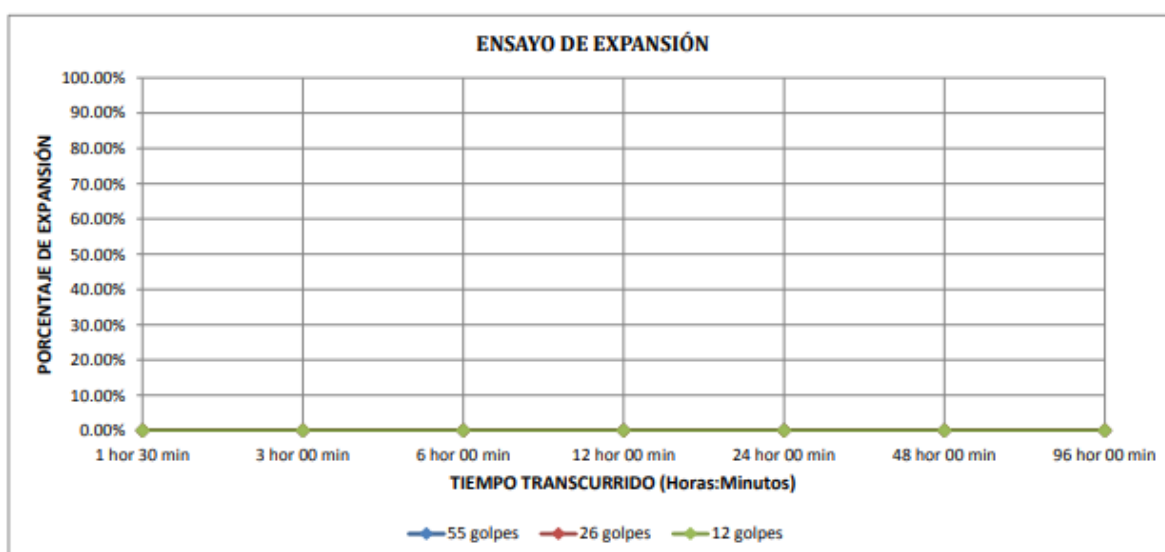 ENSAYO DE EXPANSIÓN
100.00%
90.00%
80.00%
70.00%
60.00%
50.00%
40.00%
30.00%
20.00%
10.00%
0.00%
PORCENTAJE DE EXPANSIÓN
1 hor 30 min 3 hor 00 min 6 hor 00 min 12 hor 00 min 24 hor 00 min 48 hor 00 min 96 hor 00 min
TIEMPO TRANSCURRIDO (Horas:Minutos)
55 golpes 26 golpes 12 golpes